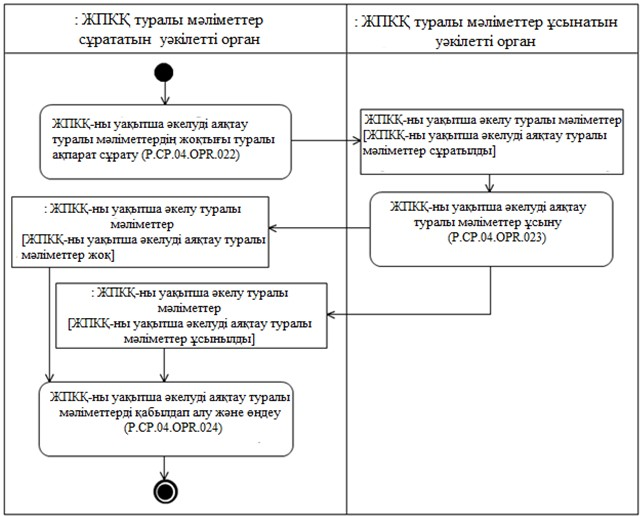 : ЖПКҚ туралы мәліметтер
сұрататын уәкілетті орган
: ЖПКҚ туралы мәліметтер ұсынатын
уәкілетті орган
ЖПКҚ-ны уақытша әкелуді аяқтау
туралы мәліметтердің жоқтығы туралы
ақпарат сұрату (P.CP.04.OPR.022)
ЖПКҚ-ны уақытша әкелу туралы мәліметтер
[ЖПКҚ-ны уақытша әкелуді аяқтау туралы
мәліметтер сұратылды]
ЖПКҚ-ны уақытша әкелуді аяқтау
туралы мәліметтер ұсыну
(P.CP.04.OPR.023)
: ЖПКҚ-ны уақытша әкелу туралы
мәліметтер
[ЖПКҚ-ны уақытша әкелуді аяқтау туралы
мәліметтер жоқ]
: ЖПКҚ-ны уақытша әкелу туралы
мәліметтер
[ЖПКҚ-ны уақытша әкелуді аяқтау туралы
мәліметтер ұсынылды]
ЖПКҚ-ны уақытша әкелуді аяқтау туралы
мәліметтерді қабылдап алу және өңдеу
(P.CP.04.OPR.024)